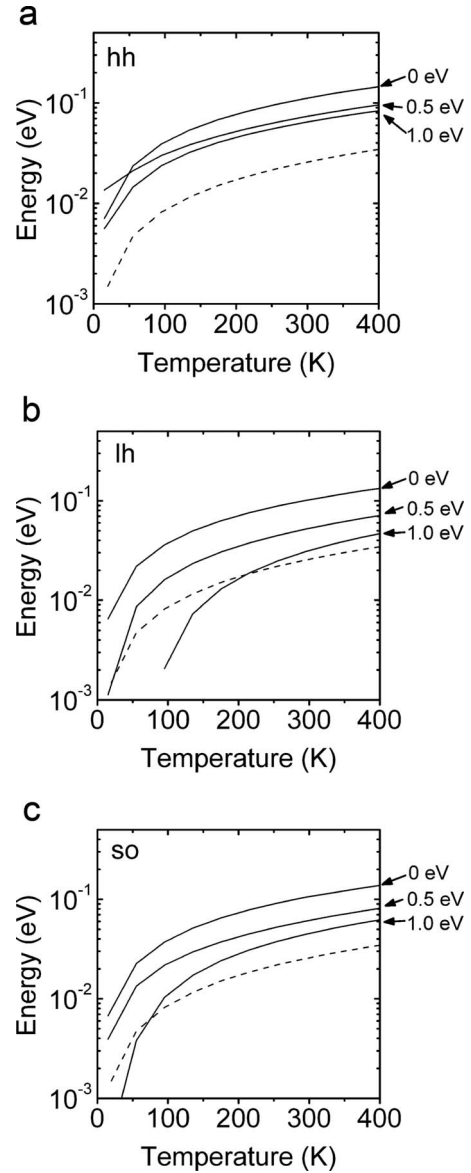 a
hh
10⁻¹
10⁻²
10⁻³
Energy (eV)
0 eV
0.5 eV
1.0 eV
0 100 200 300 400
Temperature (K)
b
lh
10⁻¹
10⁻²
10⁻³
Energy (eV)
0 eV
0.5 eV
1.0 eV
0 100 200 300 400
Temperature (K)
c
so
10⁻¹
10⁻²
10⁻³
Energy (eV)
0 eV
0.5 eV
1.0 eV
0 100 200 300 400
Temperature (K)